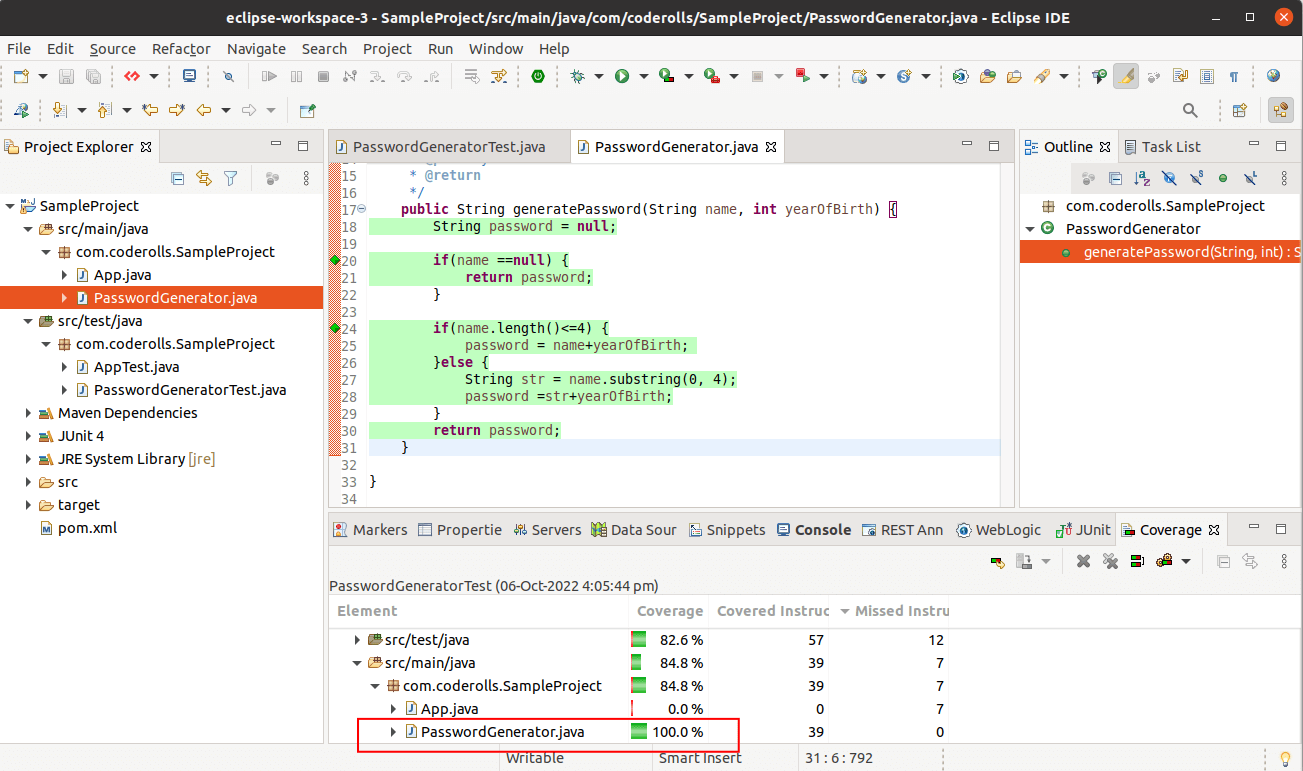 eclipse-workspace-3 - SampleProject/src/main/java/com/coderolls/SampleProject/PasswordGenerator.java - Eclipse IDE
File Edit Source Refactor Navigate Search Project Run Window Help
Project Explorer
SampleProject
src/main/java
com.coderolls.SampleProject
App.java
PasswordGenerator.java
src/test/java
com.coderolls.SampleProject
AppTest.java
PasswordGeneratorTest.java
Maven Dependencies
JUnit 4
JRE System Library [jre]
src
target
pom.xml
PasswordGeneratorTest.java PasswordGenerator.java
15 * @return
16 */
17 public String generatePassword(String name, int yearOfBirth) {
18 String password = null;
19
20 if(name ==null) {
21 return password;
22 }
23
24 if(name.length()<=4) {
25 password = name+yearOfBirth;
26 }else {
27 String str = name.substring(0, 4);
28 password =str+yearOfBirth;
29 }
30 return password;
31 }
32
33 }
34
Outline Task List
com.coderolls.SampleProject
PasswordGenerator
generatePassword(String, int) : S
Markers Propertie Servers Data Sour Snippets Console REST Ann WebLogic JUnit Coverage
PasswordGeneratorTest (06-Oct-2022 4:05:44 pm)
Element Coverage Covered Instruc Missed Instru
src/test/java 82.6 % 57 12
src/main/java 84.8 % 39 7
com.coderolls.SampleProject 84.8 % 39 7
App.java 0.0 % 0 7
PasswordGenerator.java 100.0 % 39 0
Writable Smart Insert 31 : 6 : 792